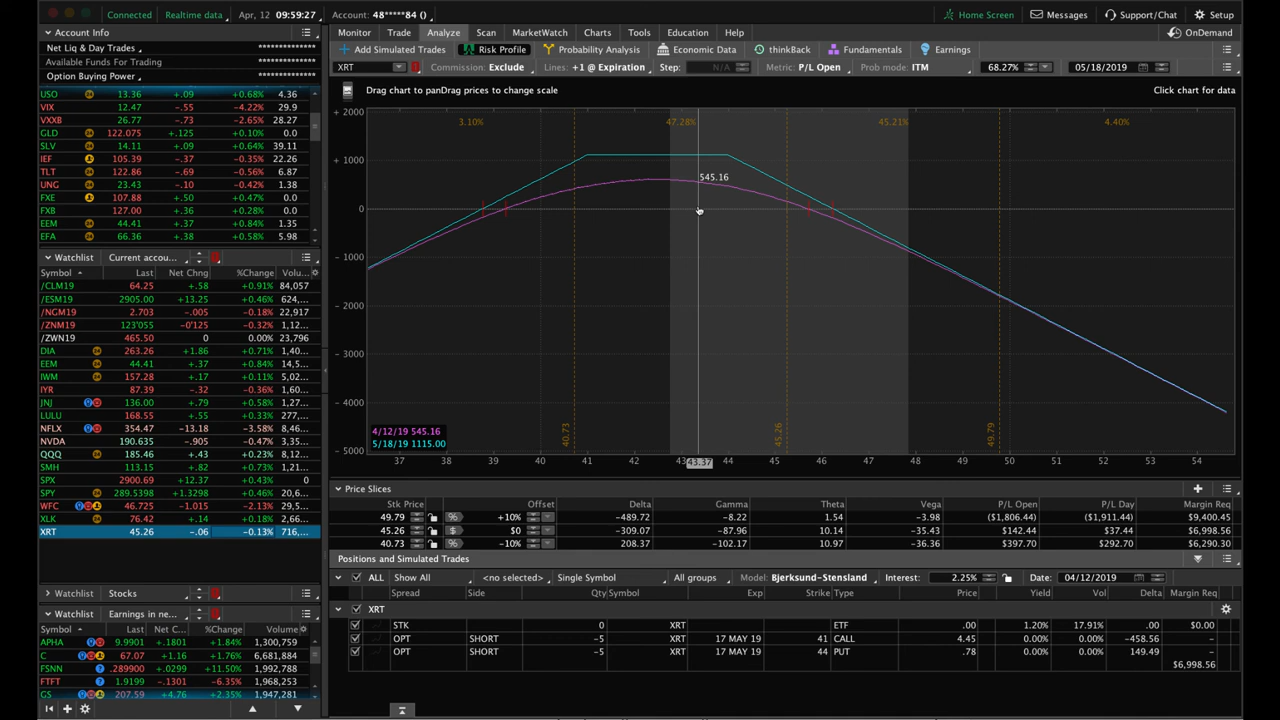 Connected Realtime data Apr, 12 09:59:27 Account: 48****84 () Home Screen Messages Support/Chat Setup
Account Info Monitor Trade Analyze Scan MarketWatch Charts Tools Education Help OnDemand
Net Liq & Day Trades **************
Available Funds For Trading **************
Option Buying Power **************
Add Simulated Trades Risk Profile Probability Analysis Economic Data thinkBack Fundamentals Earnings
XRT Commission: Exclude Lines: +1 @ Expiration Step: N/A Metric: P/L Open Prob mode: ITM 68.27% 05/18/2019
Drag chart to panDrag prices to change scale Click chart for data
USO 13.36 +.09 +0.68% 4.36
VIX 12.47 -.55 -4.22% 29.9
VXXB 26.77 -.73 -2.65% 28.27
GLD 122.075 +.125 +0.10% 0.0
SLV 14.11 +.09 +0.64% 39.11
IEF 105.39 -.37 -0.35% 22.26
TLT 122.86 -.69 -0.56% 0.0
UNG 23.43 -.10 -0.42% 1.38
FXE 107.88 +.50 +0.47% 0.0
FXB 127.00 +.36 +0.28% 0.0
EEM 44.41 +.37 +0.84% 1.35
EFA 66.36 +.38 +0.58% 5.98
Watchlist Current accou...
Symbol Last Net Chng %Change Volu...
/CLM19 64.25 +.58 +0.91% 84,057
/ESM19 2905.00 +13.25 +0.46% 624,...
/NGM19 2.703 -.005 -0.18% 22,917
/ZNM19 123'055 -0'125 -0.32% 1,12...
/ZWN19 465.50 0 0.00% 23,796
DIA 263.26 +1.86 +0.71% 1,40...
EEM 44.41 +.37 +0.84% 14,5...
IWM 157.28 +.17 +0.11% 5,02...
IYR 87.39 -.32 -0.36% 1,60...
JNJ 136.00 +.79 +0.58% 1,27...
LULU 168.55 +.55 +0.33% 277,...
NFLX 354.47 -13.18 -3.58% 8,46...
NVDA 190.635 -.905 -0.47% 3,12...
QQQ 185.46 +.43 +0.23% 8,12...
SMH 113.15 +.82 +0.73% 1,21...
SPX 2900.69 +12.37 +0.43% 0
SPY 289.5398 +1.3298 +0.46% 20,6...
WFC 46.725 -1.015 -2.13% 29,5...
XLK 76.42 +.14 +0.18% 2,66...
XRT 45.26 -.06 -0.13% 716,...
Watchlist Stocks
Watchlist Earnings in ne...
Symbol Last Net C... %Change Volume
APHA 9.9901 +.1801 +1.84% 1,300,759
C 67.07 +1.16 +1.76% 6,681,884
FSNN .289900 +.0299 +11.50% 1,992,788
FTFT 1.9199 -.1301 -6.35% 1,968,253
GS 207.59 +4.76 +2.35% 1,947,281
+ 2000
+ 1000
0
- 1000
- 2000
- 3000
- 4000
- 5000
3.10% 47.28% 45.21% 4.40%
545.16
40.73 45.26 49.79
4/12/19 545.16
5/18/19 1115.00
37 38 39 40 41 42 43 43.37 44 45 46 47 48 49 50 51 52 53 54
Price Slices
Stk Price Offset Delta Gamma Theta Vega P/L Open P/L Day Margin Req
49.79 % +10% -489.72 -8.22 1.54 -3.98 ($1,806.44) ($1,911.44) $9,400.45
45.26 $ $0 -309.07 -87.96 10.14 -35.43 $142.44 $37.44 $6,998.56
40.73 % -10% 208.37 -102.17 10.97 -36.36 $397.70 $292.70 $6,290.30
Positions and Simulated Trades
ALL Show All <no selected> Single Symbol All groups Model: Bjerksund-Stensland Interest: 2.25% Date: 04/12/2019
Spread Side Qty Symbol Exp Strike Type Price Yield Vol Delta Margin Req
XRT
STK 0 XRT ETF .00 1.20% 17.91% .00 $0.00
OPT SHORT -5 XRT 17 MAY 19 41 CALL 4.45 0.00% 0.00% -458.56 –
OPT SHORT -5 XRT 17 MAY 19 44 PUT .78 0.00% 0.00% 149.49 –
$6,998.56